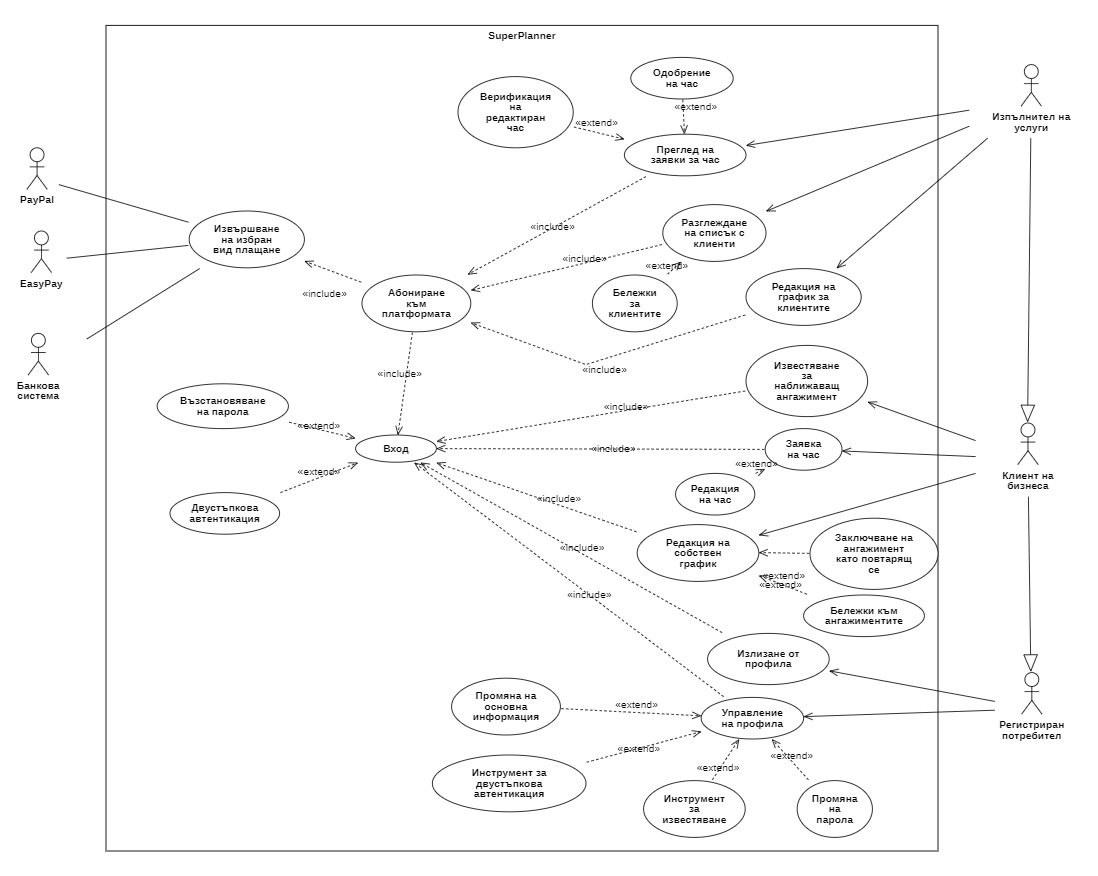 SuperPlanner
Одобрение
на час
Верификация
на
редактиран
час
«extend»
«extend»
Преглед на
заявки за час
Изпълнител на
услуги
PayPal
EasyPay
Банкова
система
Извършване
на избран
вид плащане
«include»
Разглеждане
на списък с
клиенти
«include»
«extend»
Бележки
за
клиентите
Редакция на
график за
клиентите
«include»
Абониране
към
платформата
«include»
«include»
Известяване
за
наближаващ
ангажимент
«include»
Възстановяване
на парола
«extend»
Вход
«include»
Заявка
на час
«extend»
Редакция
на час
Клиент на
бизнеса
«extend»
Двустъпкова
автентикация
«include»
Редакция на
собствен
график
Заключване на
ангажимент
като повтарящ
се
«extend»
«extend»
Бележки към
ангажиментите
«include»
«include»
Излизане от
профила
Промяна на
основна
информация
«extend»
Управление
на профила
Регистриран
потребител
«extend»
Инструмент за
двустъпкова
автентикация
«extend»
Инструмент
за
известяване
«extend»
Промяна
на
парола